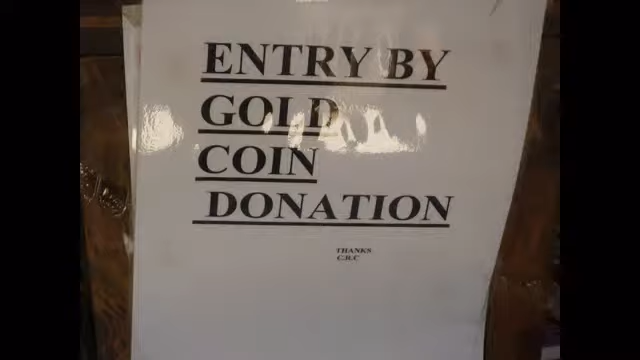 ENTRY BY
GOLD
COIN
DONATION
THANKS
C.R.C